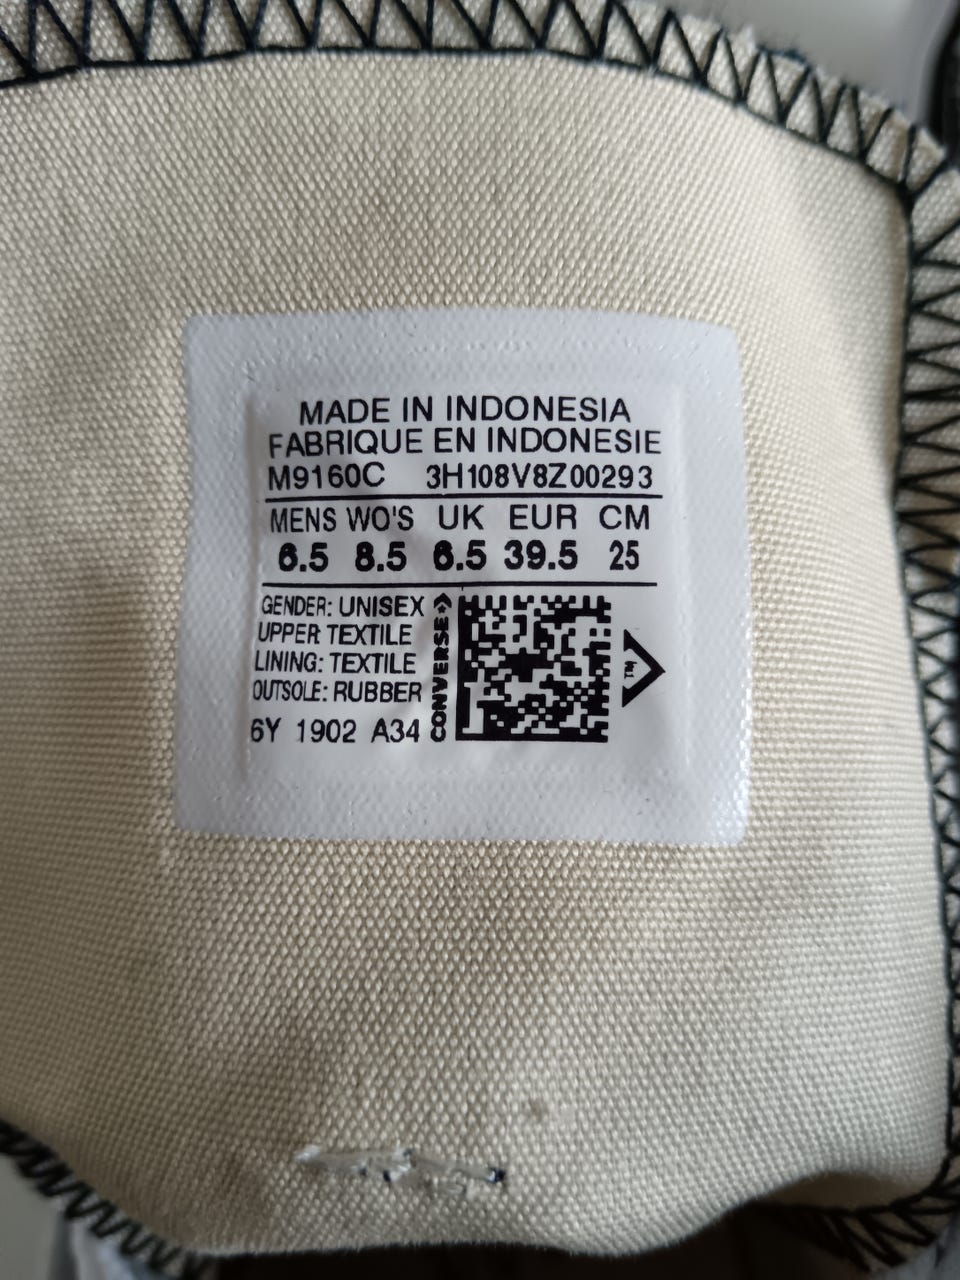 MADE IN INDONESIA
FABRIQUE EN INDONESIE
M9160C 3H108V8Z00293
MENS WO'S UK EUR CM
6.5 8.5 6.5 39.5 25
GENDER: UNISEX
UPPER: TEXTILE
LINING: TEXTILE
OUTSOLE: RUBBER
6Y 1902 A34
CONVERSE